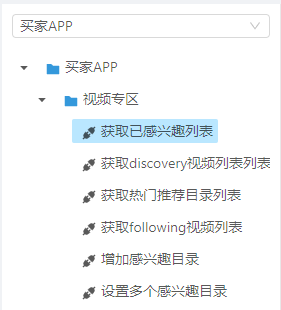 买家APP
买家APP
视频专区
获取已感兴趣列表
获取discovery视频列表列表
获取热门推荐目录列表
获取following视频列表
增加感兴趣目录
设置多个感兴趣目录